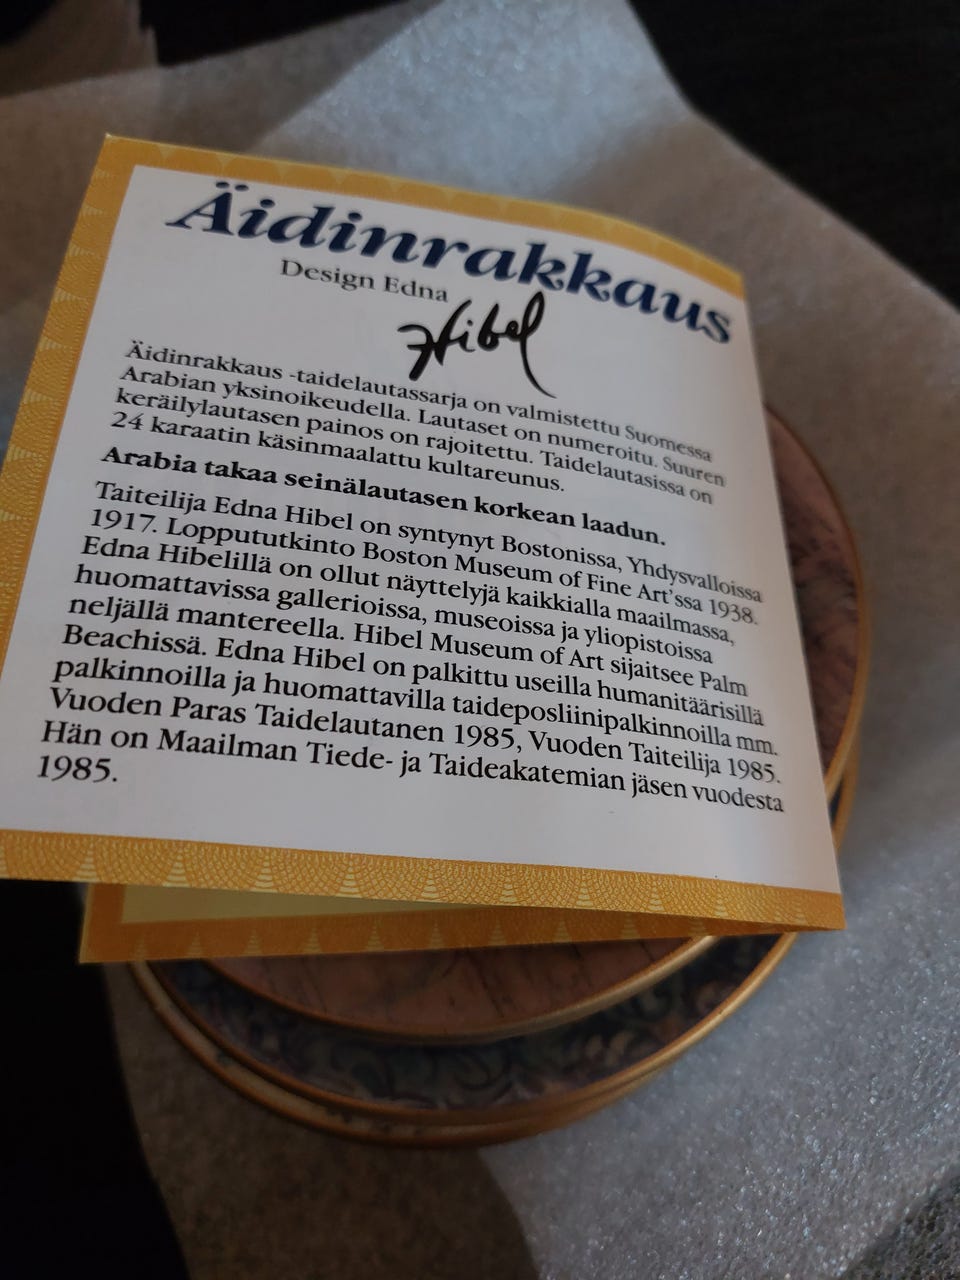 Äidinrakkaus
Design Edna
Hibel
Äidinrakkaus -taidelautassarja on valmistettu Suomessa
Arabian yksinoikeudella. Lautaset on numeroitu. Suuren
keräilylautasen painos on rajoitettu. Taidelautasissa on
24 karaatin käsinmaalattu kultareunus.
Arabia takaa seinälautasen korkean laadun.
Taiteilija Edna Hibel on syntynyt Bostonissa, Yhdysvalloissa
1917. Loppututkinto Boston Museum of Fine Art'ssa 1938.
Edna Hibelillä on ollut näyttelyjä kaikkialla maailmassa,
huomattavissa gallerioissa, museoissa ja yliopistoissa
neljällä mantereella. Hibel Museum of Art sijaitsee Palm
Beachissä. Edna Hibel on palkittu useilla humanitäärisillä
palkinnoilla ja huomattavilla taideposliinipalkinnoilla mm.
Vuoden Paras Taidelautanen 1985, Vuoden Taiteilija 1985.
Hän on Maailman Tiede- ja Taideakatemian jäsen vuodesta
1985.